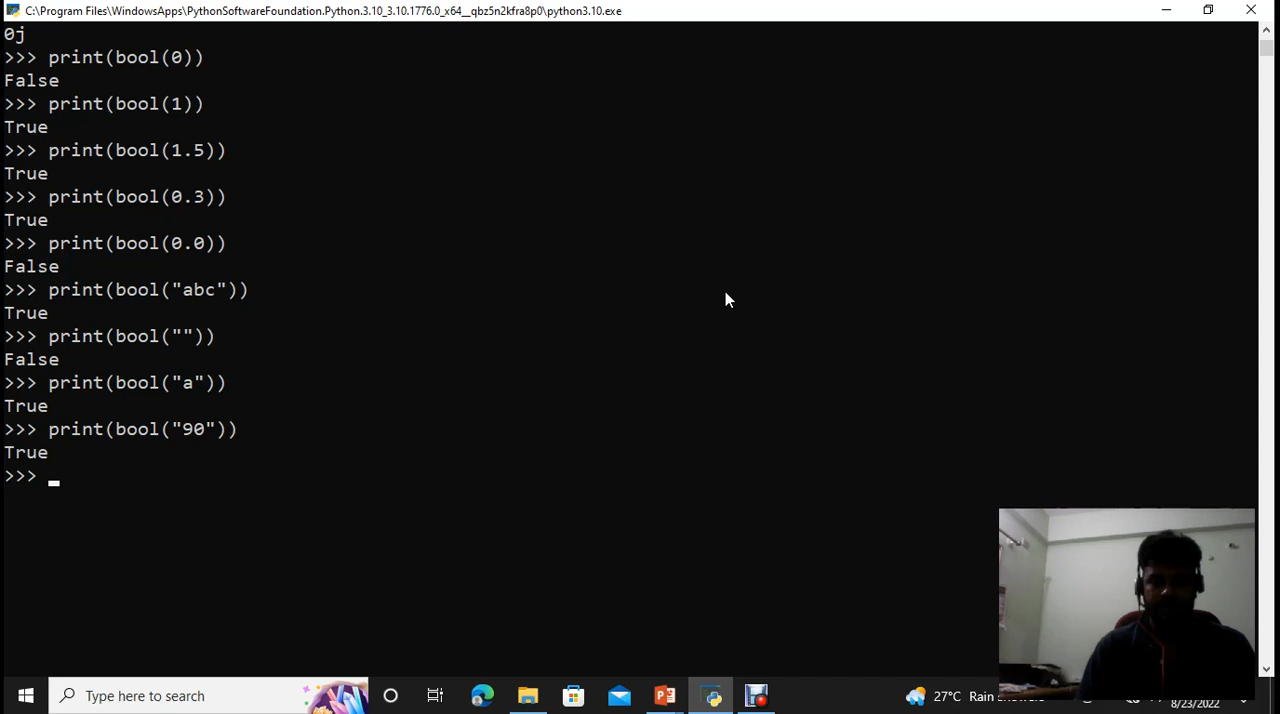 C:\Program Files\WindowsApps\PythonSoftwareFoundation.Python.3.10_3.10.1776.0_x64__qbz5n2kfra8p0\python3.10.exe
0j
>>> print(bool(0))
False
>>> print(bool(1))
True
>>> print(bool(1.5))
True
>>> print(bool(0.3))
True
>>> print(bool(0.0))
False
>>> print(bool("abc"))
True
>>> print(bool(""))
False
>>> print(bool("a"))
True
>>> print(bool("90"))
True
>>>
Type here to search
27°C Rain
8/23/2022